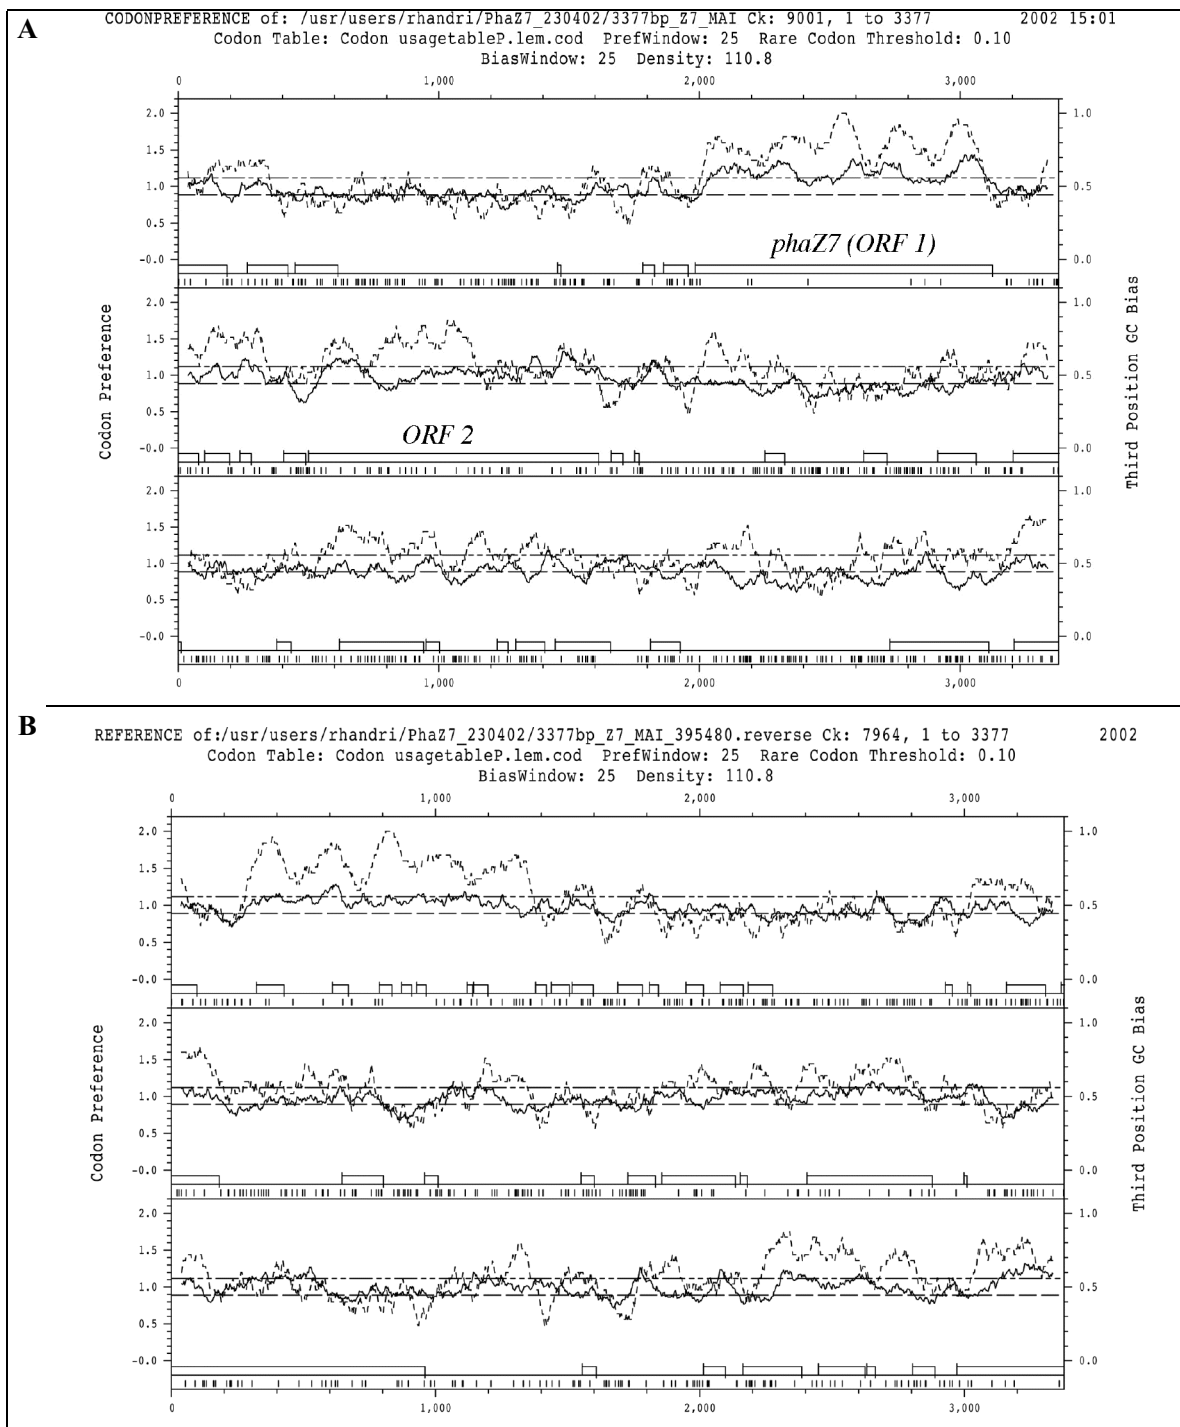 A
CODONPREFERENCE of: /usr/users/rhandri/PhaZ7_230402/3377bp_Z7_MAI Ck: 9001, 1 to 3377 2002 15:01
Codon Table: Codon usagetableP.lem.cod PrefWindow: 25 Rare Codon Threshold: 0.10
BiasWindow: 25 Density: 110.8
0 1,000 2,000 3,000
2.0 1.0
1.5
1.0 0.5
0.5
phaZ7 (ORF 1)
-0.0 0.0
2.0 1.0
1.5
1.0 0.5
0.5
ORF 2
-0.0 0.0
2.0 1.0
1.5
1.0 0.5
0.5
-0.0 0.0
0 1,000 2,000 3,000
Codon Preference
Third Position GC Bias
B
REFERENCE of:/usr/users/rhandri/PhaZ7_230402/3377bp_Z7_MAI_395480.reverse Ck: 7964, 1 to 3377 2002
Codon Table: Codon usagetableP.lem.cod PrefWindow: 25 Rare Codon Threshold: 0.10
BiasWindow: 25 Density: 110.8
0 1,000 2,000 3,000
2.0 1.0
1.5
1.0 0.5
0.5
-0.0 0.0
2.0 1.0
1.5
1.0 0.5
0.5
-0.0 0.0
2.0 1.0
1.5
1.0 0.5
0.5
-0.0 0.0
0 1,000 2,000 3,000
Codon Preference
Third Position GC Bias